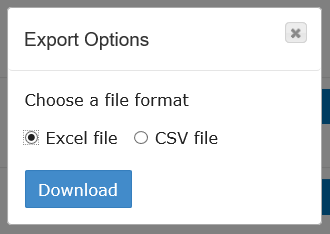 Export Options
Choose a file format
Excel file CSV file
Download